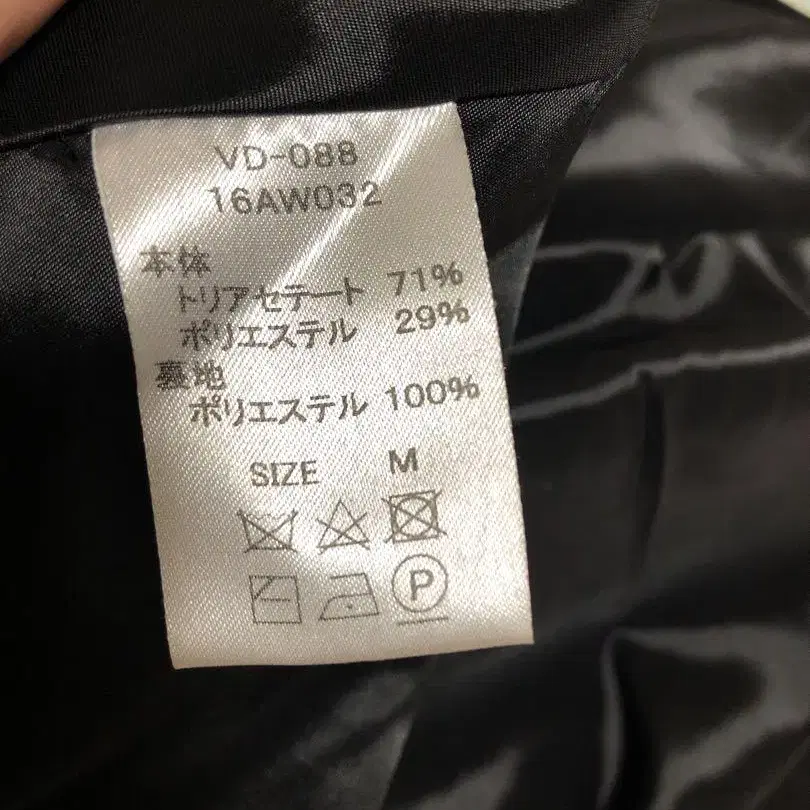 VD-088
16AW032
本体
トリアセテート 71%
ポリエステル 29%
裏地
ポリエステル 100%
SIZE M
P